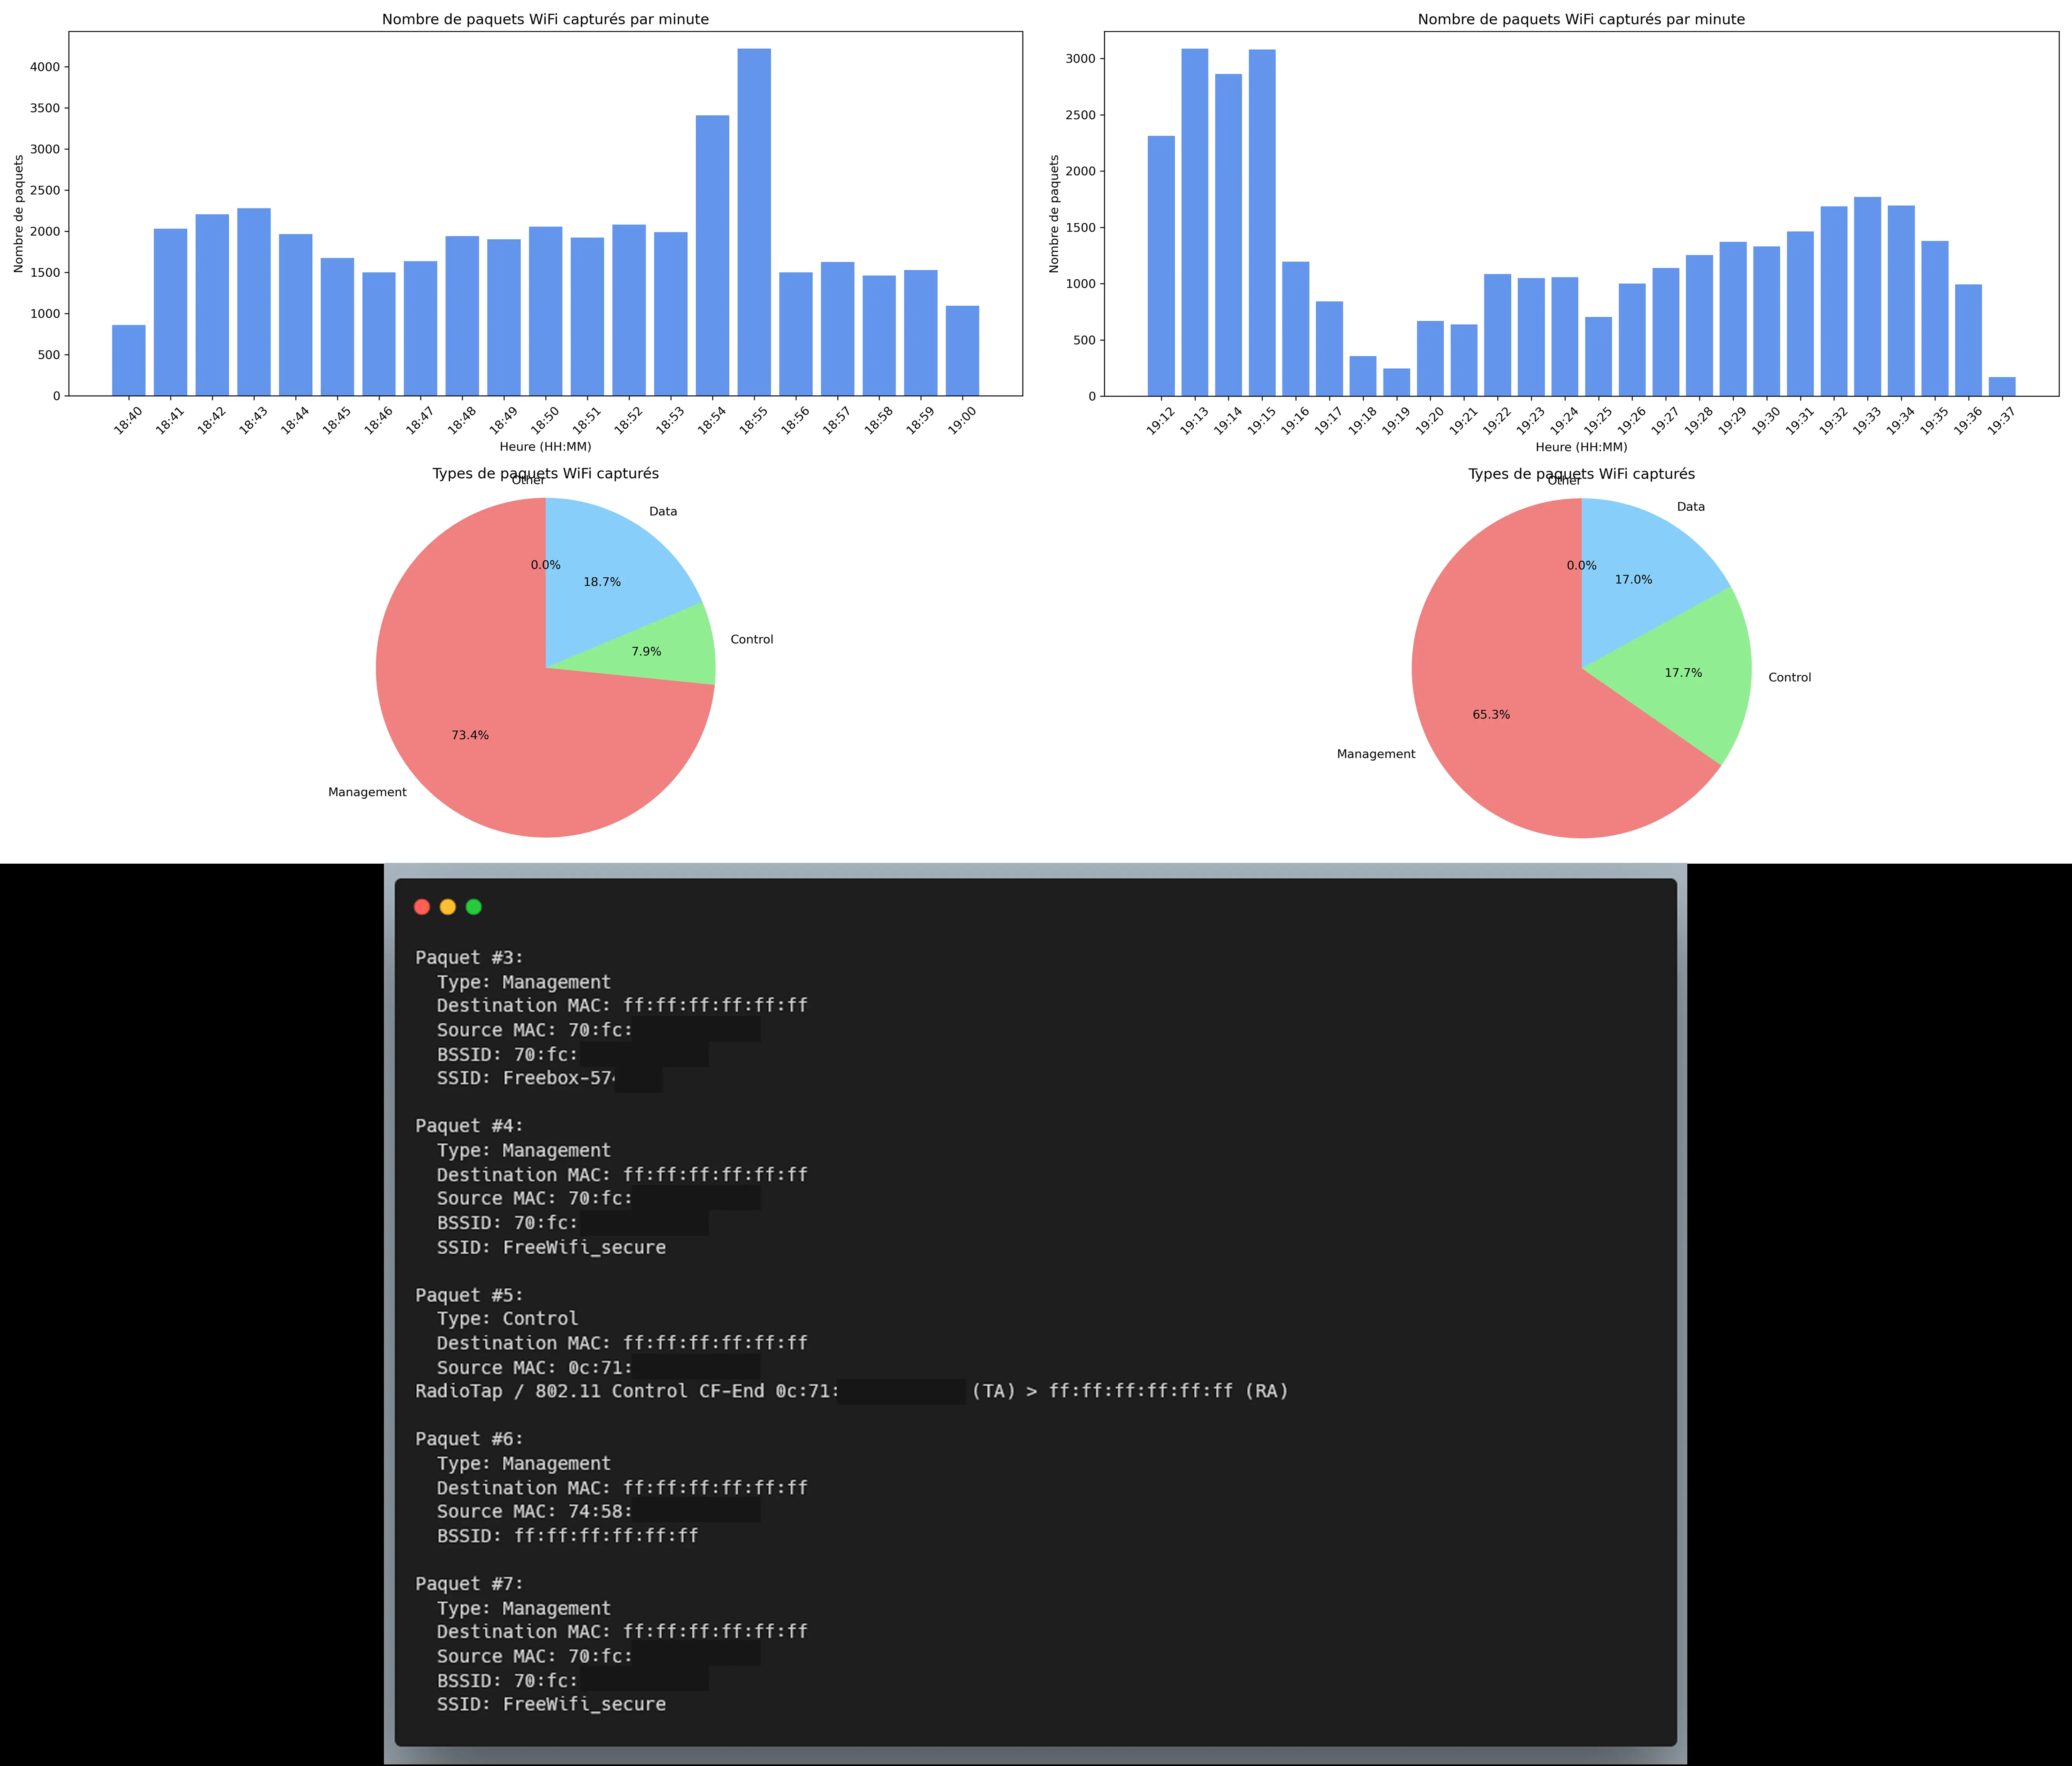 Nombre de paquets WiFi capturés par minute
Nombre de paquets
4000
3500
3000
2500
2000
1500
1000
500
0
18:40 18:41 18:42 18:43 18:44 18:45 18:46 18:47 18:48 18:49 18:50 18:51 18:52 18:53 18:54 18:55 18:56 18:57 18:58 18:59 19:00
Heure (HH:MM)
Types de paquets WiFi capturés
Other
Data
0.0%
18.7%
Control
7.9%
73.4%
Management
Nombre de paquets WiFi capturés par minute
Nombre de paquets
3000
2500
2000
1500
1000
500
0
19:12 19:13 19:14 19:15 19:16 19:17 19:18 19:19 19:20 19:21 19:22 19:23 19:24 19:25 19:26 19:27 19:28 19:29 19:30 19:31 19:32 19:33 19:34 19:35 19:36 19:37
Heure (HH:MM)
Types de paquets WiFi capturés
Other
Data
0.0%
17.0%
17.7%
Control
65.3%
Management
Paquet #3:
Type: Management
Destination MAC: ff:ff:ff:ff:ff:ff
Source MAC: 70:fc:
BSSID: 70:fc:
SSID: Freebox-57
Paquet #4:
Type: Management
Destination MAC: ff:ff:ff:ff:ff:ff
Source MAC: 70:fc:
BSSID: 70:fc:
SSID: FreeWifi_secure
Paquet #5:
Type: Control
Destination MAC: ff:ff:ff:ff:ff:ff
Source MAC: 0c:71:
RadioTap / 802.11 Control CF-End 0c:71: (TA) > ff:ff:ff:ff:ff:ff (RA)
Paquet #6:
Type: Management
Destination MAC: ff:ff:ff:ff:ff:ff
Source MAC: 74:58:
BSSID: ff:ff:ff:ff:ff:ff
Paquet #7:
Type: Management
Destination MAC: ff:ff:ff:ff:ff:ff
Source MAC: 70:fc:
BSSID: 70:fc:
SSID: FreeWifi_secure